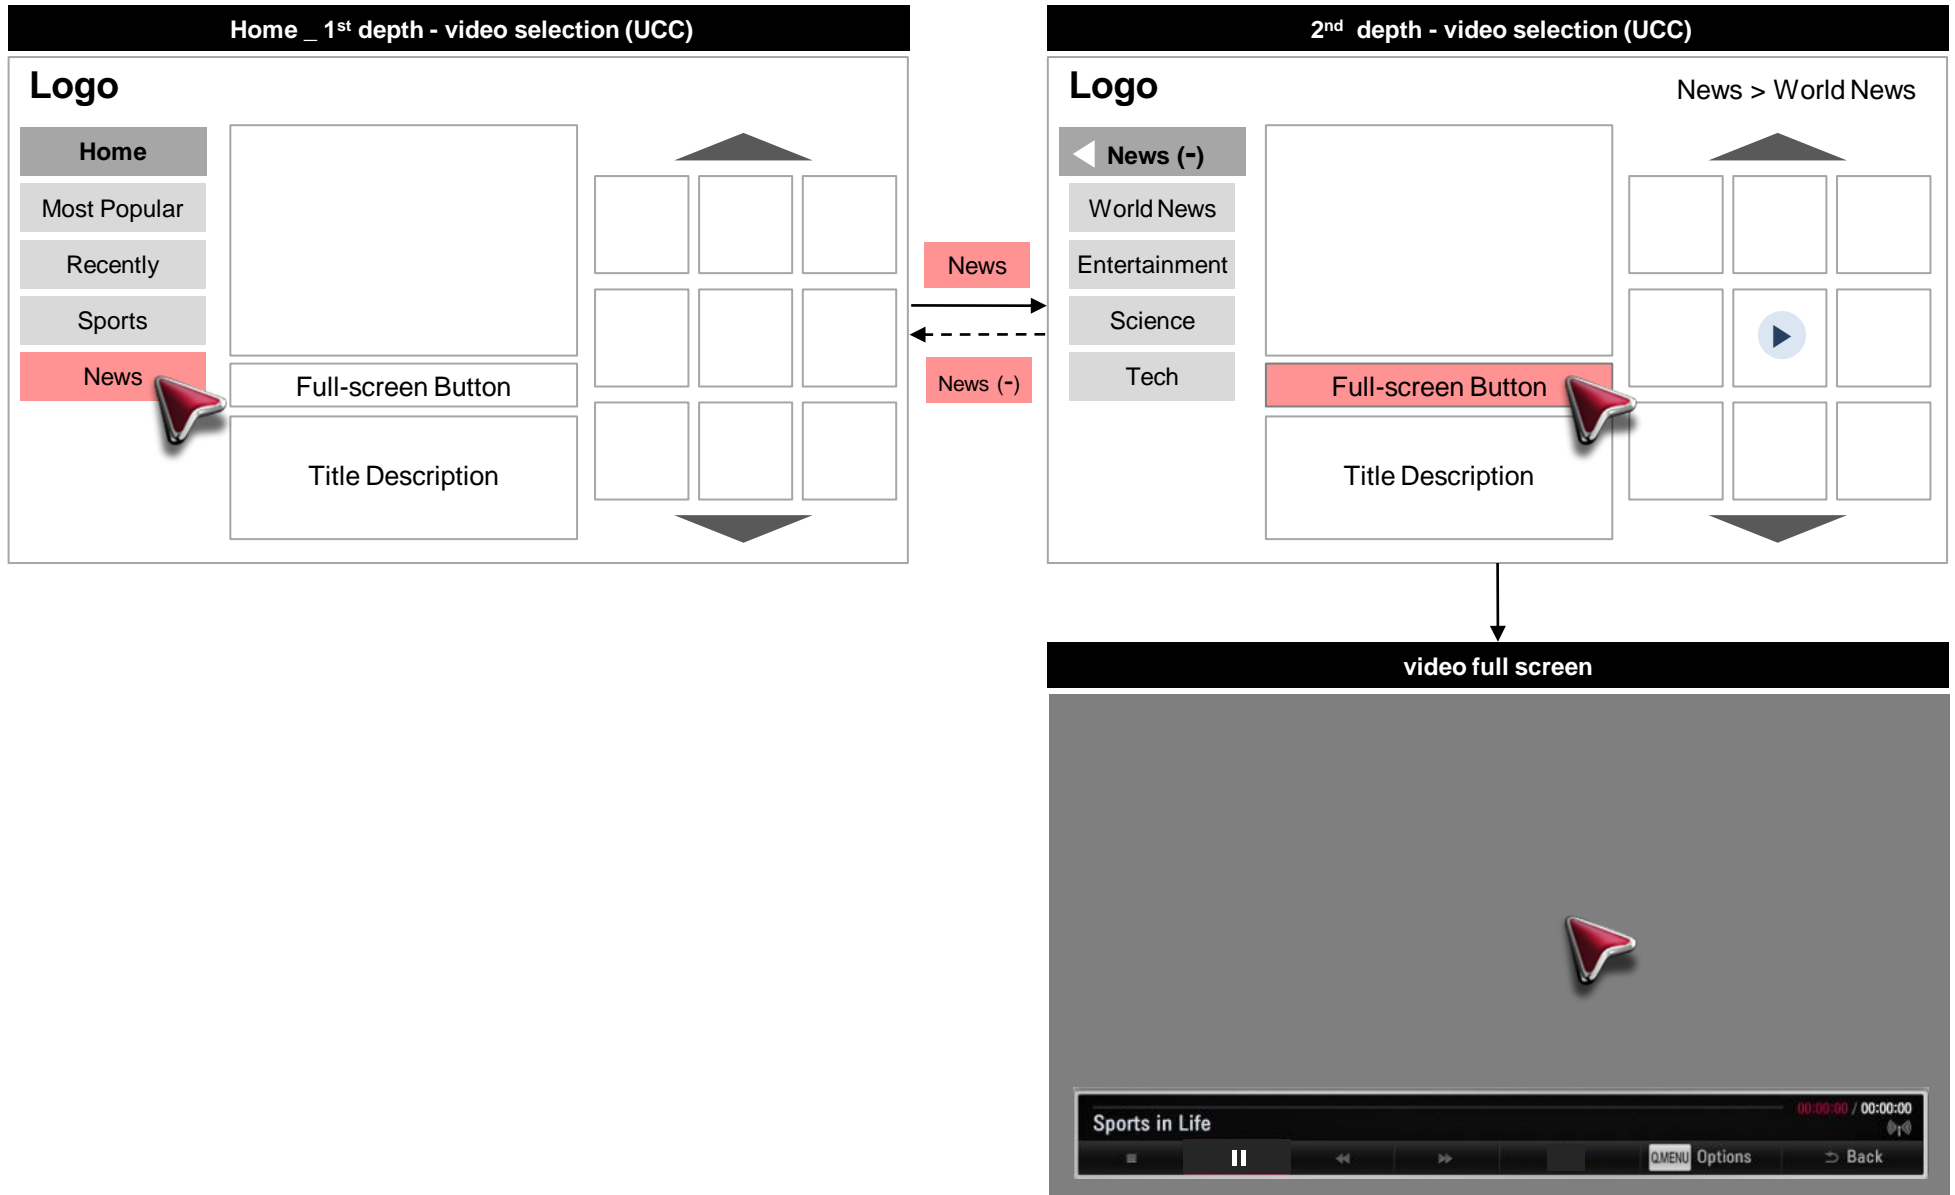 Home _ 1st depth - video selection (UCC)
Logo
Home
Most Popular
Recently
Sports
News
Full-screen Button
Title Description
News
News (-)
2nd depth - video selection (UCC)
Logo
News > World News
News (-)
World News
Entertainment
Science
Tech
Full-screen Button
Title Description
video full screen
00:00:00 / 00:00:00
Sports in Life
Q.MENU Options
Back